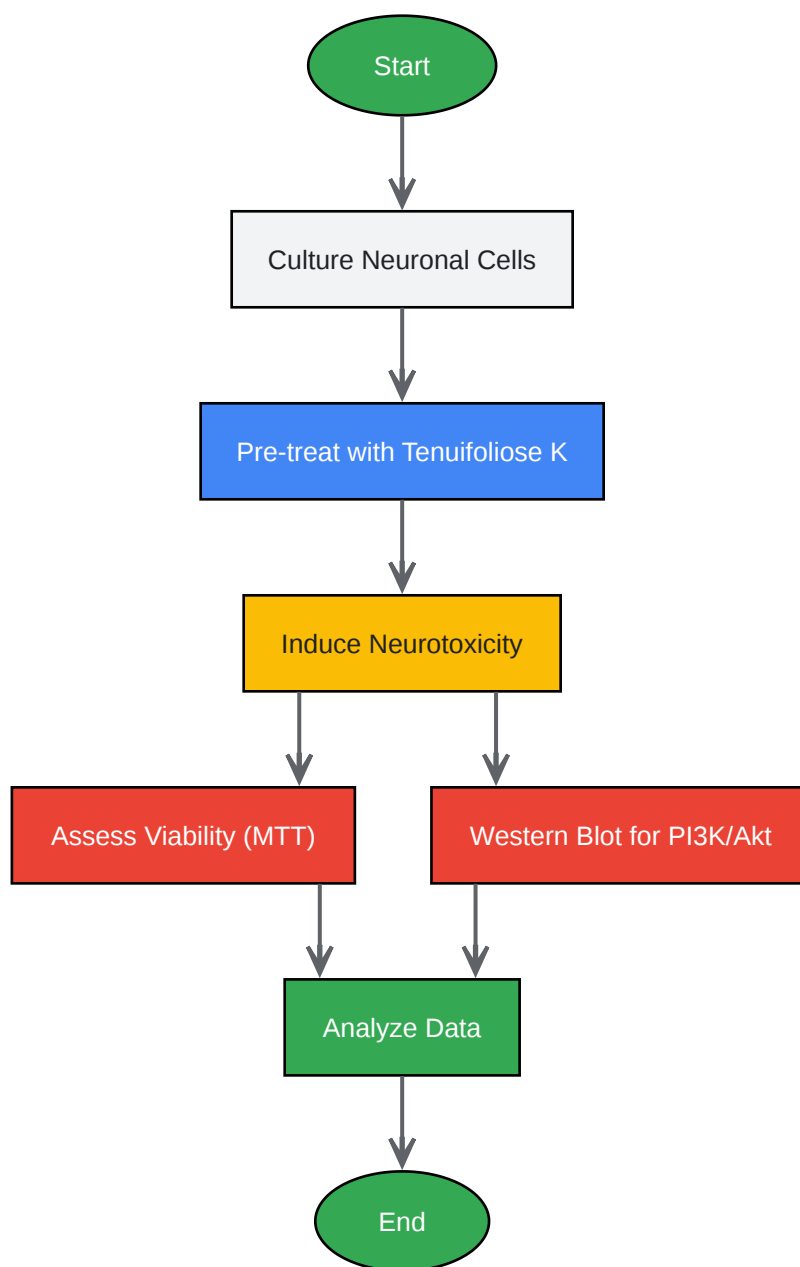 Start
Culture Neuronal Cells
Pre-treat with Tenuifoliose K
Induce Neurotoxicity
Assess Viability (MTT)
Western Blot for PI3K/Akt
Analyze Data
End